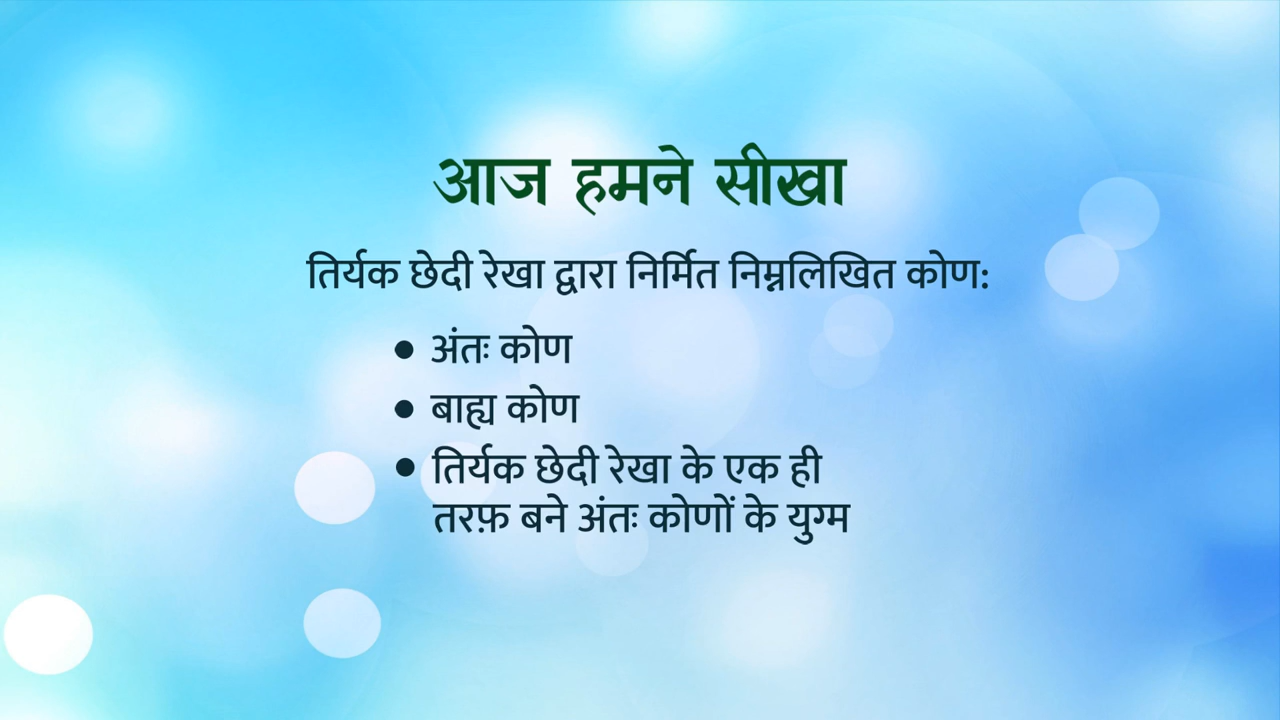 आज हमने सीखा
तिर्यक छेदी रेखा द्वारा निर्मित निम्नलिखित कोण:
• अंतः कोण
• बाह्य कोण
• तिर्यक छेदी रेखा के एक ही
तरफ़ बने अंतः कोणों के युग्म